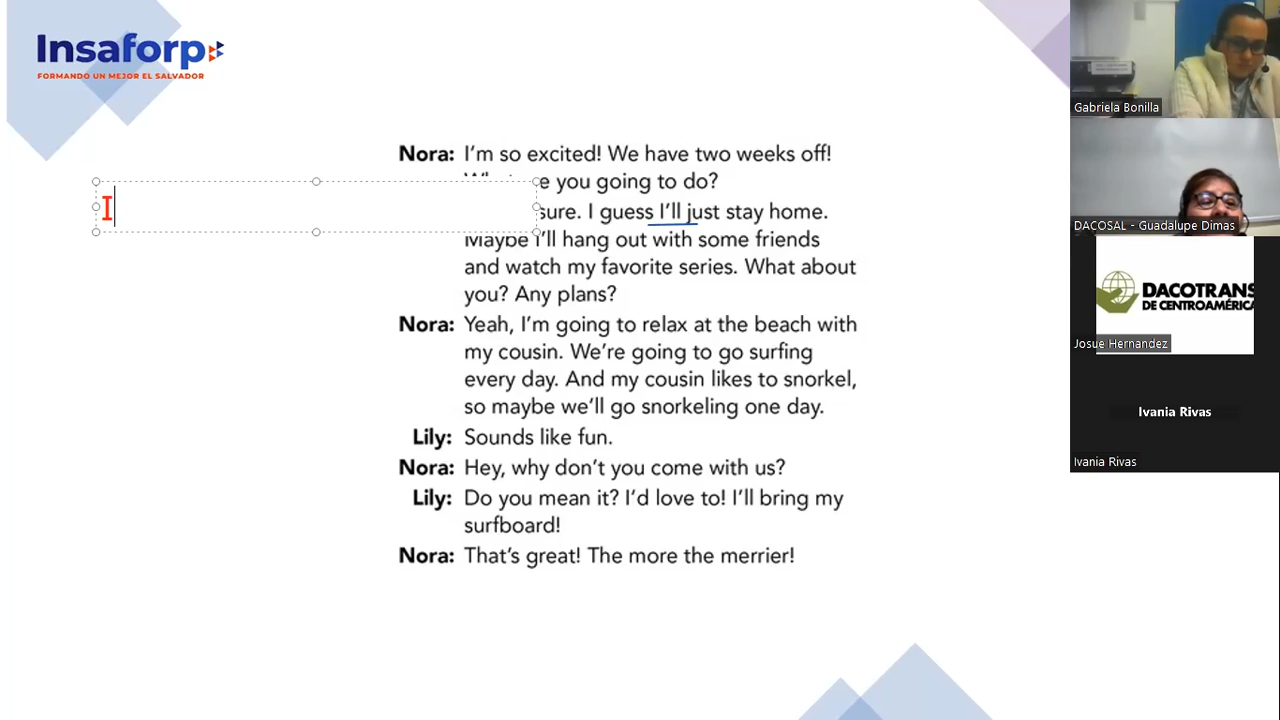 Insaforp
FORMANDO UN MEJOR EL SALVADOR
Nora: I'm so excited! We have two weeks off!
you going to do?
I
sure. I guess I'll just stay home.
Maybe I'll hang out with some friends
and watch my favorite series. What about
you? Any plans?
Nora: Yeah, I'm going to relax at the beach with
my cousin. We're going to go surfing
every day. And my cousin likes to snorkel,
so maybe we'll go snorkeling one day.
Lily: Sounds like fun.
Nora: Hey, why don't you come with us?
Lily: Do you mean it? I'd love to! I'll bring my
surfboard!
Nora: That's great! The more the merrier!
Gabriela Bonilla
DACOSAL - Guadalupe Dimas
DACOTRANS
DE CENTROAMÉRICA
Josue Hernandez
Ivania Rivas
Ivania Rivas